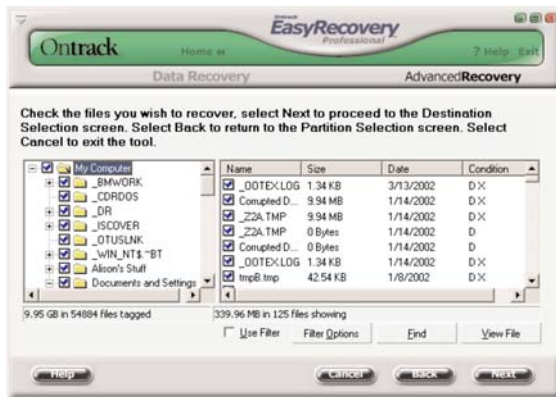 Ontrack
Ontrack
EasyRecovery
Professional
Home
? Help Exit
Data Recovery
AdvancedRecovery
Check the files you wish to recover, select Next to proceed to the Destination
Selection screen. Select Back to return to the Partition Selection screen. Select
Cancel to exit the tool.
My Computer
_BMWORK
_CDRDOS
_DR
_ISCOVER
_OTUSLNK
_WIN_NT$.~BT
Alison's Stuff
Documents and Settings
Name Size Date Condition
_OOTEX.LOG 1.34 KB 3/13/2002 D X
Corrupted D... 9.94 MB 1/14/2002 D X
_Z2A.TMP 9.94 MB 1/14/2002 D X
_Z2A.TMP 0 Bytes 1/14/2002 D
Corrupted D... 0 Bytes 1/14/2002 D
_OOTEX.LOG 1.34 KB 1/14/2002 D X
tmpB.tmp 42.54 KB 1/8/2002 D X
9.95 GB in 54884 files tagged
339.96 MB in 125 files showing
Use Filter
Filter Options
Find
View File
Help
Cancel
Back
Next